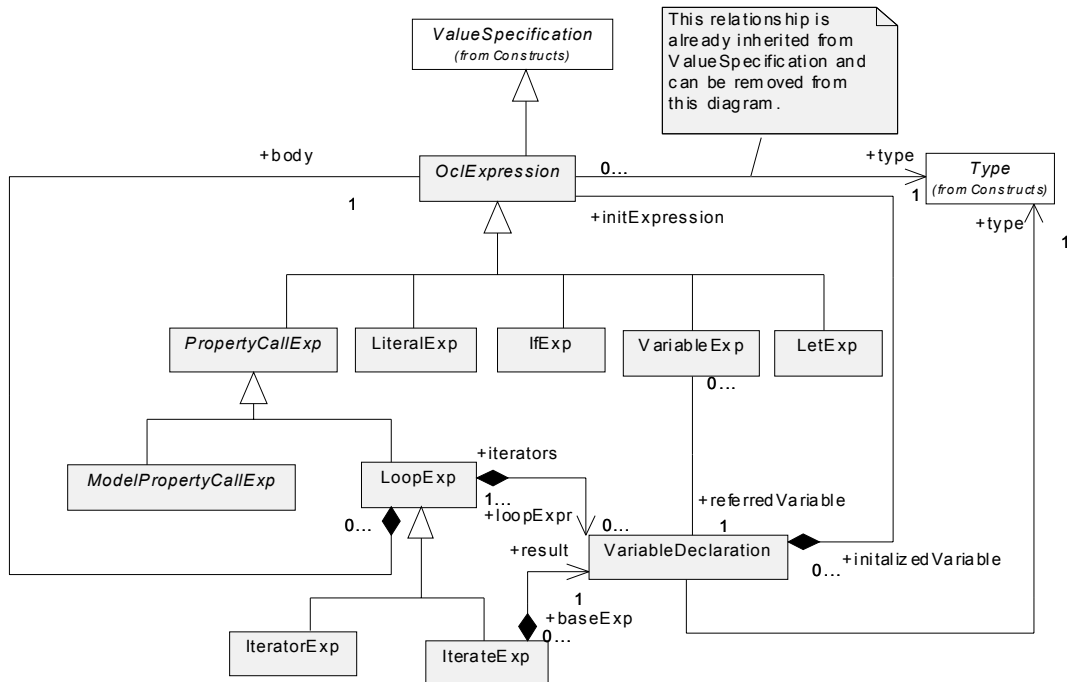 ValueSpecification
(from Constructs)
This relationship is
already inherited from
ValueSpecification and
can be removed from
this diagram.
+body
OclExpression
0...
+type
Type
(from Constructs)
1
1
+initExpression
+type
1
PropertyCallExp
LiteralExp
IfExp
VariableExp
LetExp
0...
+iterators
ModelPropertyCallExp
LoopExp
1...
+referredVariable
0...
+loopExpr
0...
1
+result
VariableDeclaration
+initalizedVariable
0...
1
+baseExp
0...
IteratorExp
IterateExp